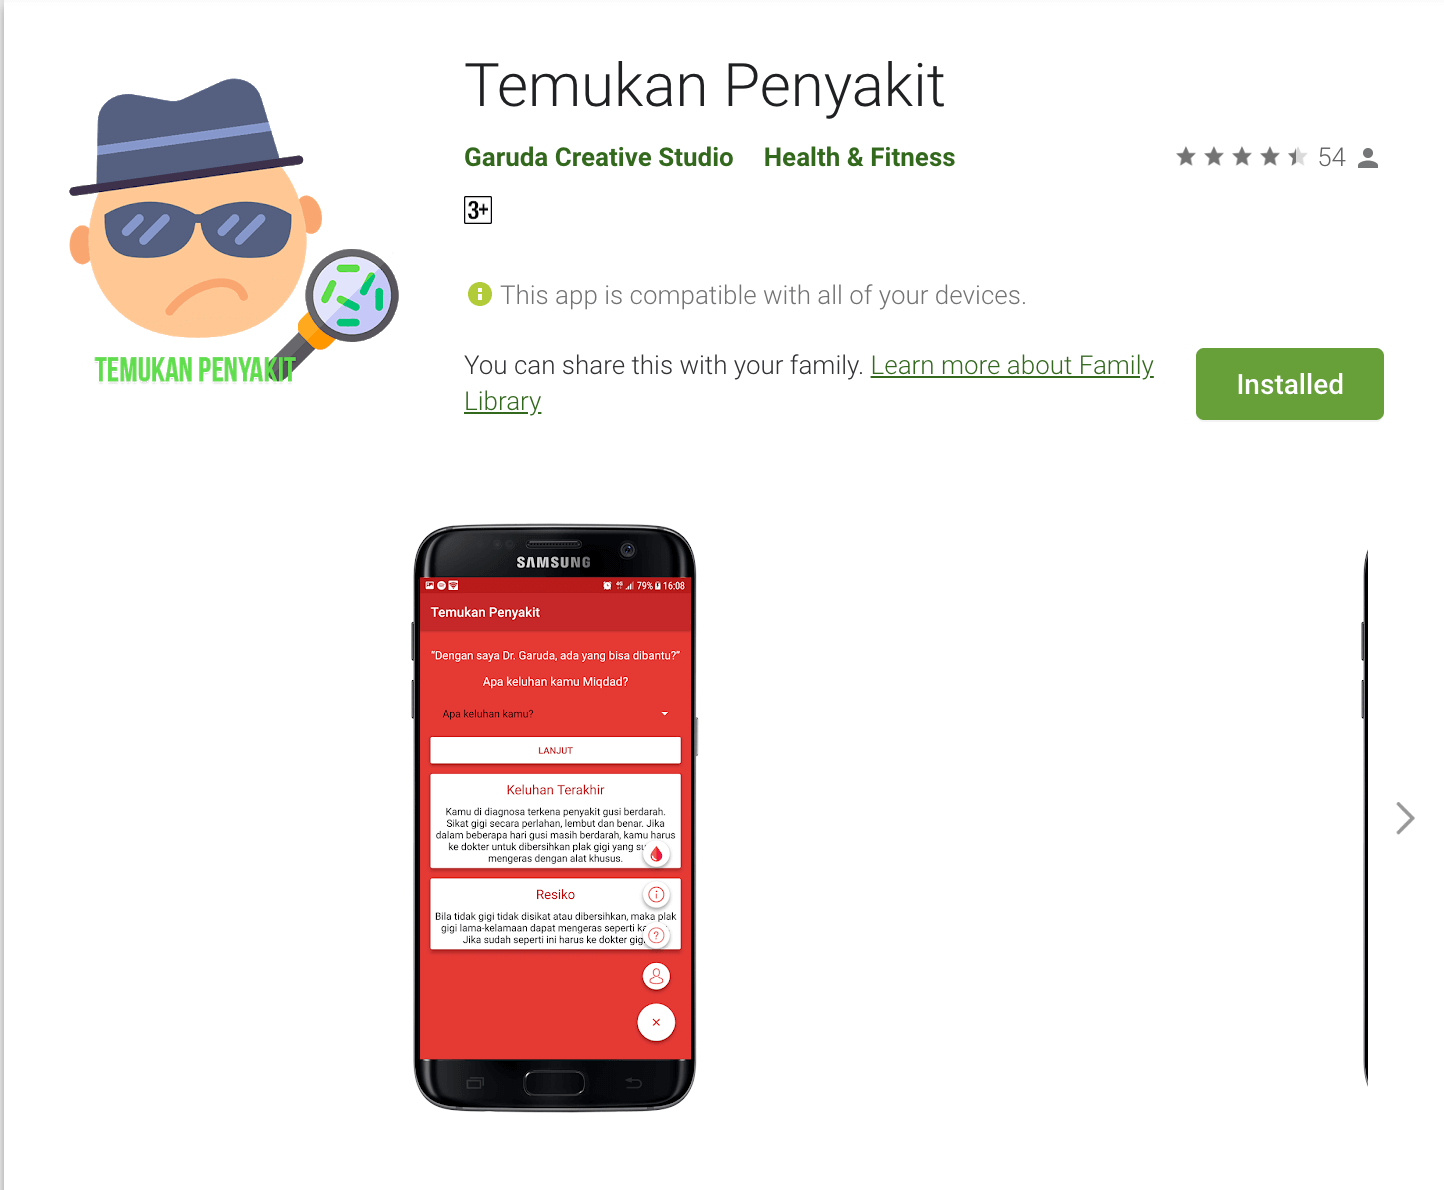 Temukan Penyakit
Garuda Creative Studio Health & Fitness
54
3+
This app is compatible with all of your devices.
You can share this with your family. Learn more about Family
Library
Installed
TEMUKAN PENYAKIT
SAMSUNG
4G 79% 16:08
Temukan Penyakit
"Dengan saya Dr. Garuda, ada yang bisa dibantu?"
Apa keluhan kamu Miqdad?
Apa keluhan kamu?
LANJUT
Keluhan Terakhir
Kamu di diagnosa terkena penyakit gusi berdarah.
Sikat gigi secara perlahan, lembut dan benar. Jika
dalam beberapa hari gusi masih berdarah, kamu harus
ke dokter untuk dibersihkan plak gigi yang
mengeras dengan alat khusus.
Resiko
Bila tidak gigi tidak disikat atau dibersihkan, maka plak
gigi lama-kelamaan dapat mengeras seperti
Jika sudah seperti ini harus ke dokter